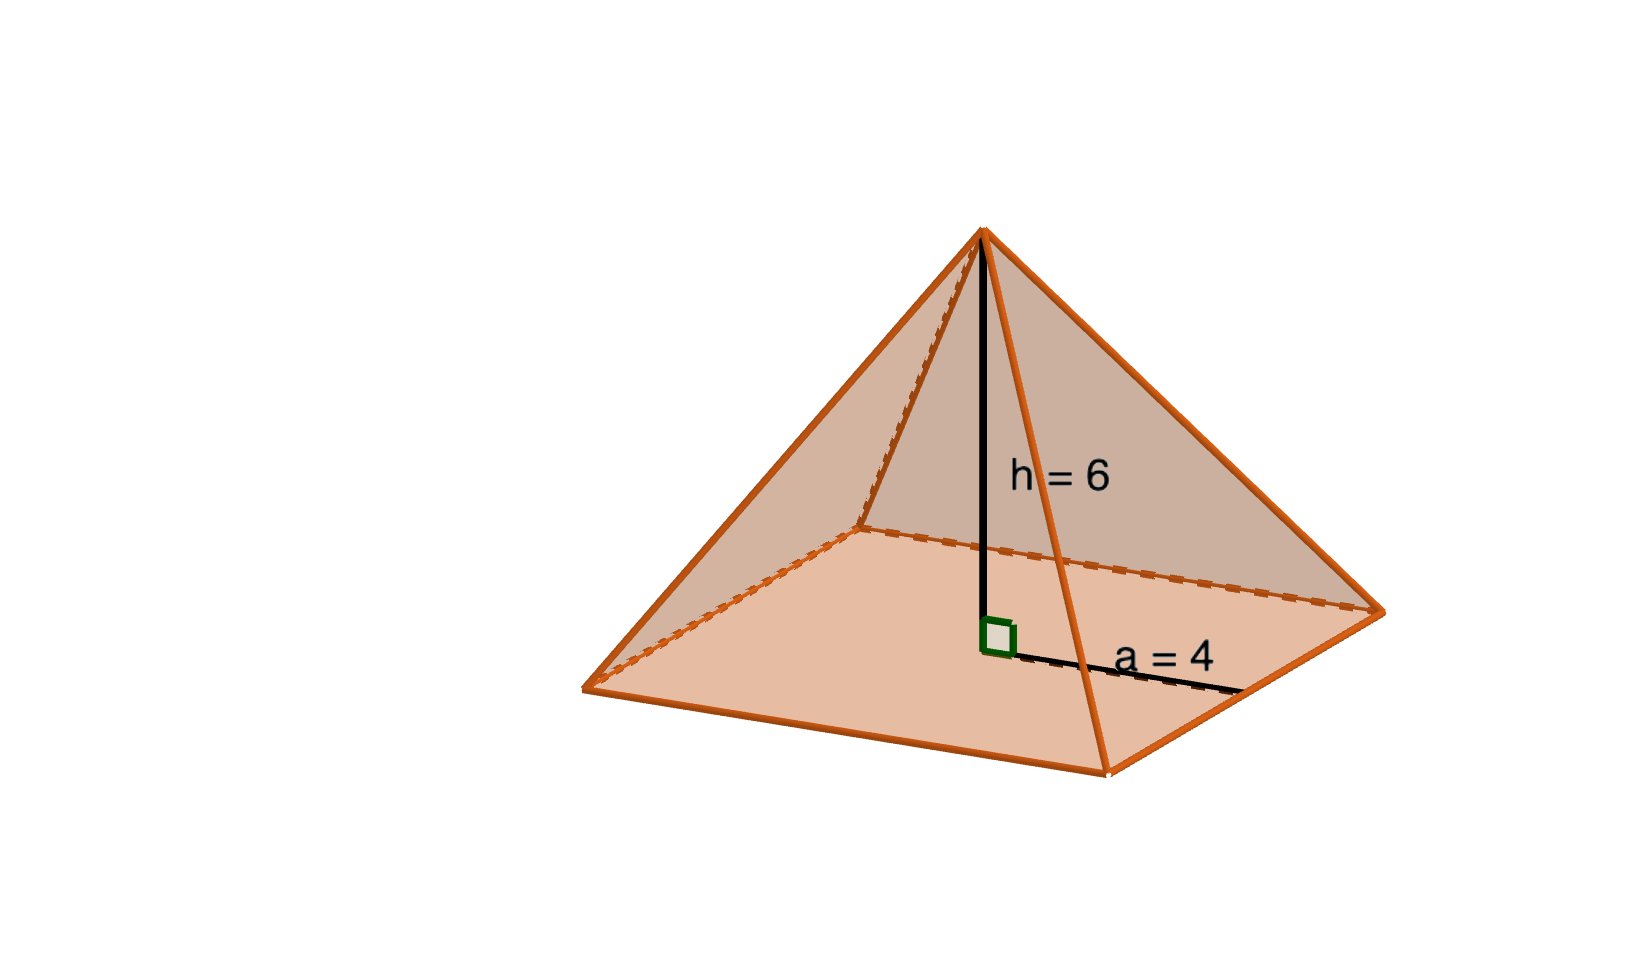 h = 6
a = 4